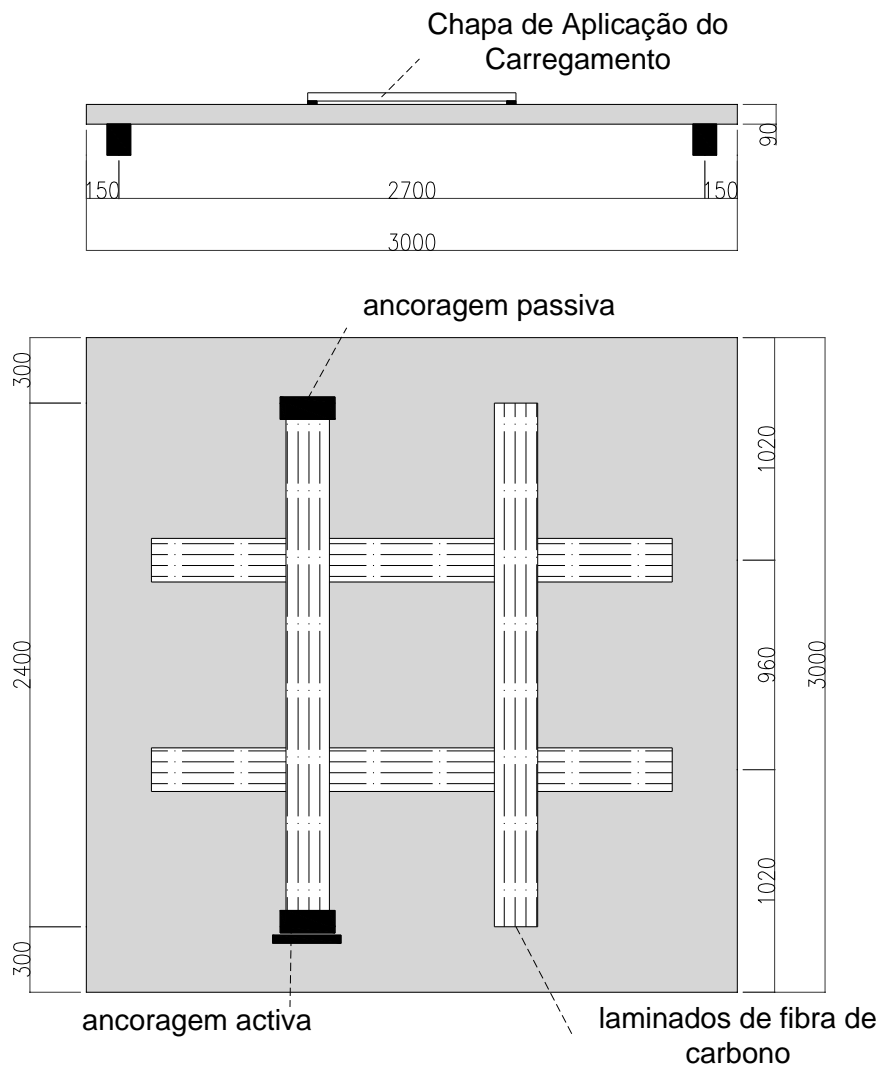 Chapa de Aplicação do
Carregamento
90
150
2700
150
3000
ancoragem passiva
300
1020
2400
960
3000
1020
300
ancoragem activa
laminados de fibra de
carbono